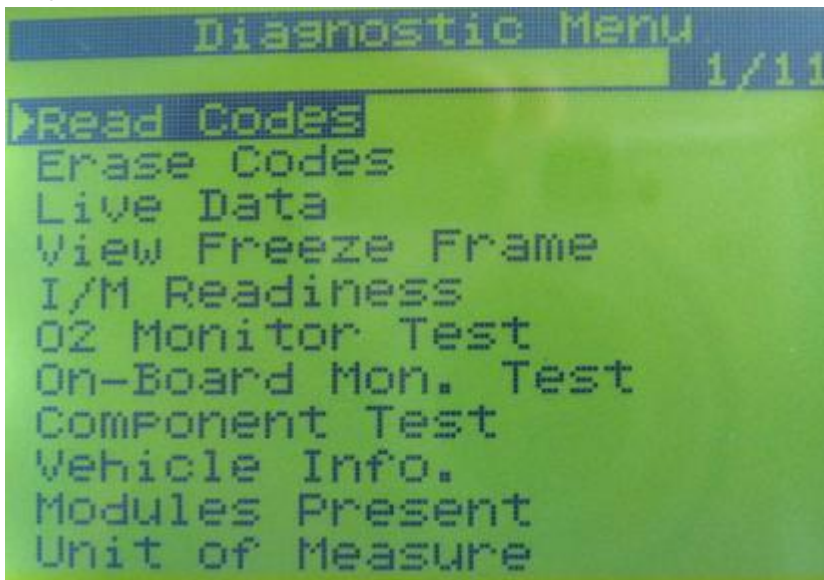 Diagnostic Menu
1/11
Read Codes
Erase Codes
Live Data
View Freeze Frame
I/M Readiness
O2 Monitor Test
On-Board Mon. Test
Component Test
Vehicle Info.
Modules Present
Unit of Measure